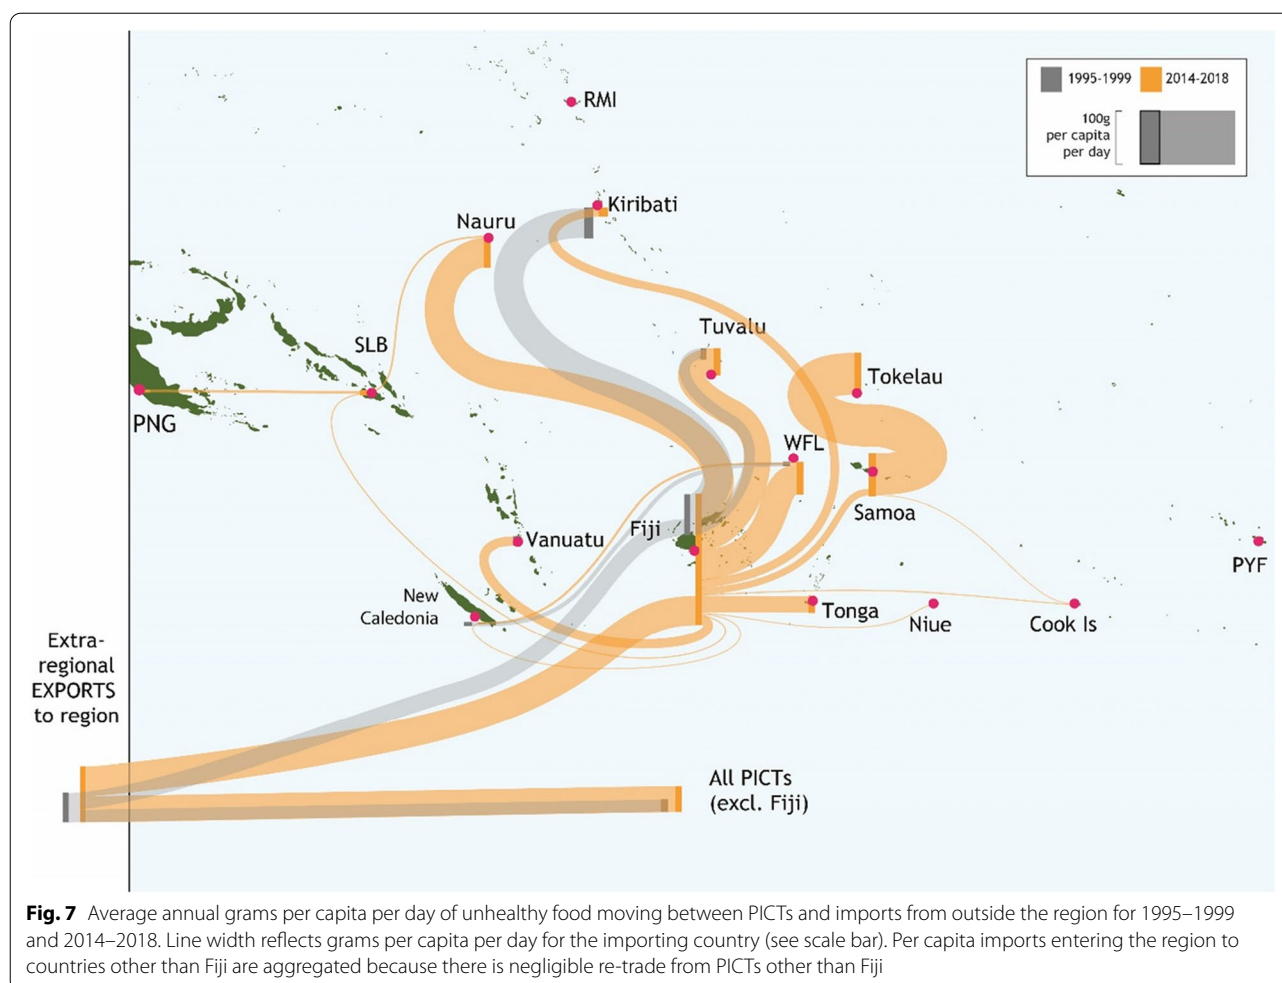 1995-1999
2014-2018
100g
per capita
per day
RMI
Kiribati
Nauru
Tuvalu
SLB
Tokelau
PNG
WFL
Samoa
Fiji
Vanuatu
PYF
New
Caledonia
Tonga
Niue
Cook Is
Extra-
regional
EXPORTS
to region
All PICTs
(excl. Fiji)
Fig. 7 Average annual grams per capita per day of unhealthy food moving between PICTs and imports from outside the region for 1995–1999
and 2014–2018. Line width reflects grams per capita per day for the importing country (see scale bar). Per capita imports entering the region to
countries other than Fiji are aggregated because there is negligible re-trade from PICTs other than Fiji